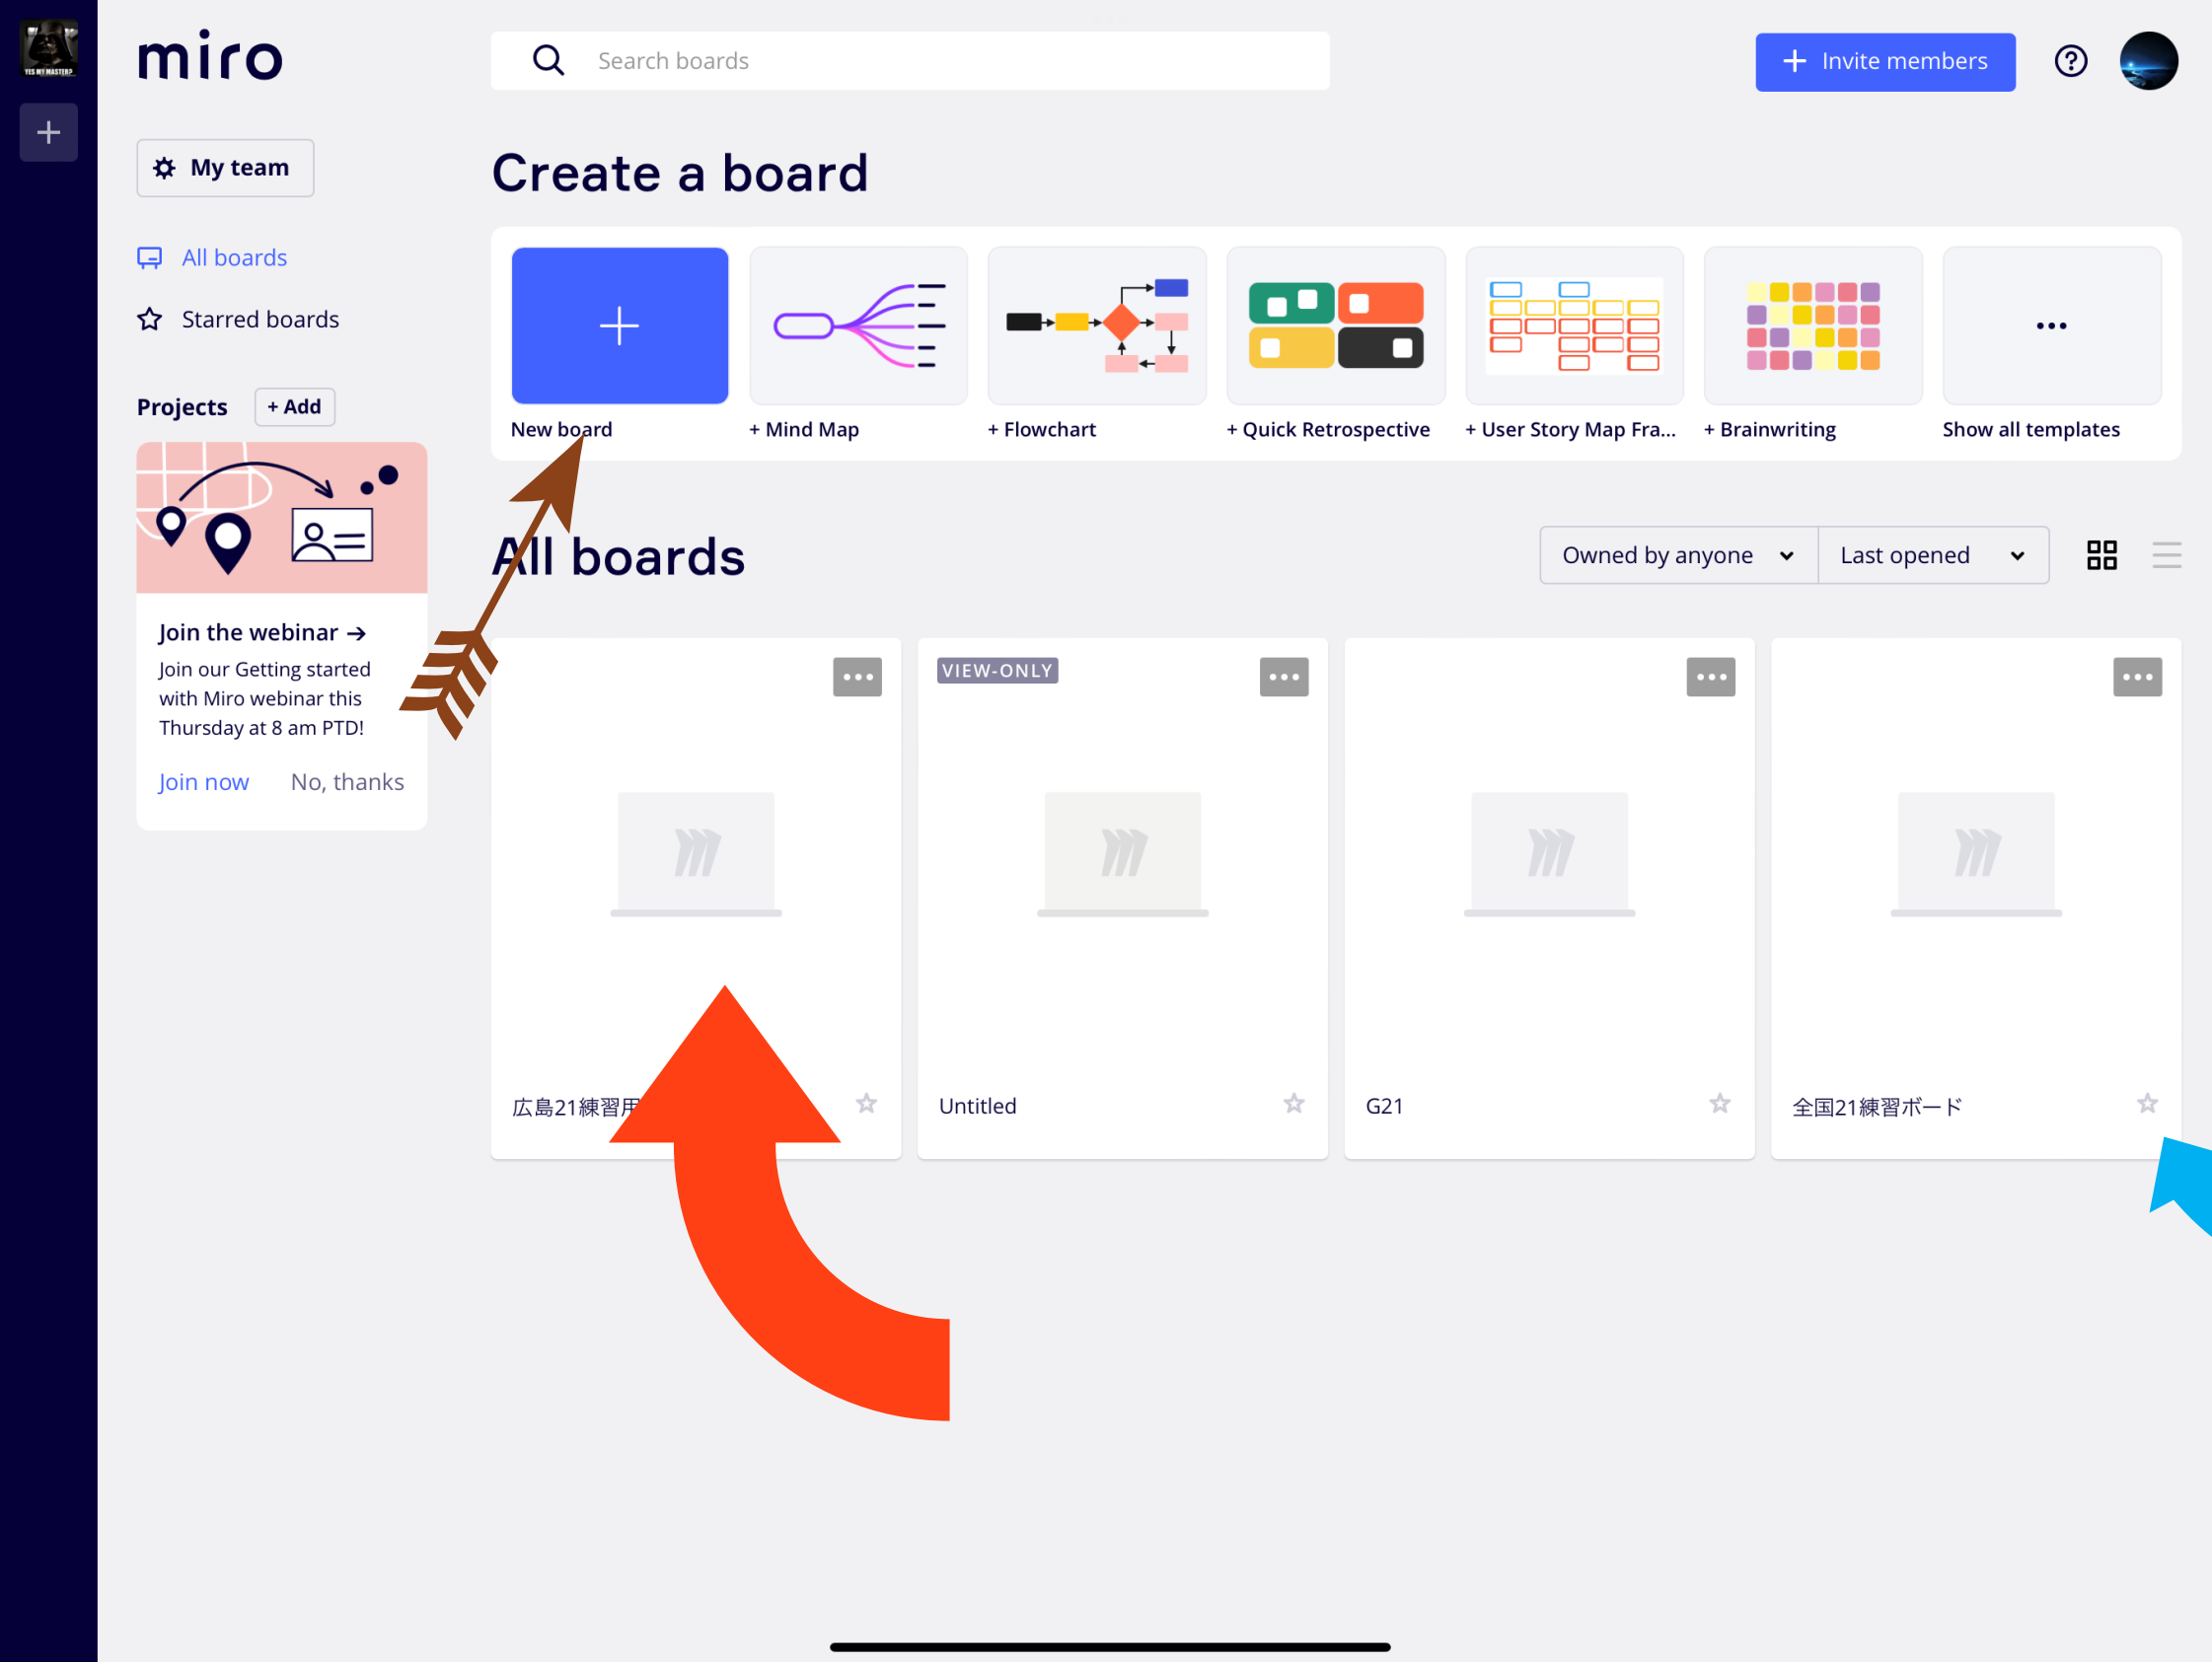 YES MY MASTER?
miro
Search boards
Invite members
My team
All boards
Starred boards
Projects
+ Add
Join the webinar →
Join our Getting started
with Miro webinar this
Thursday at 8 am PTD!
Join now
No, thanks
Create a board
New board
+ Mind Map
+ Flowchart
+ Quick Retrospective
+ User Story Map Fra...
+ Brainwriting
Show all templates
All boards
Owned by anyone
Last opened
VIEW-ONLY
広島21練習用
Untitled
G21
全国21練習ボード